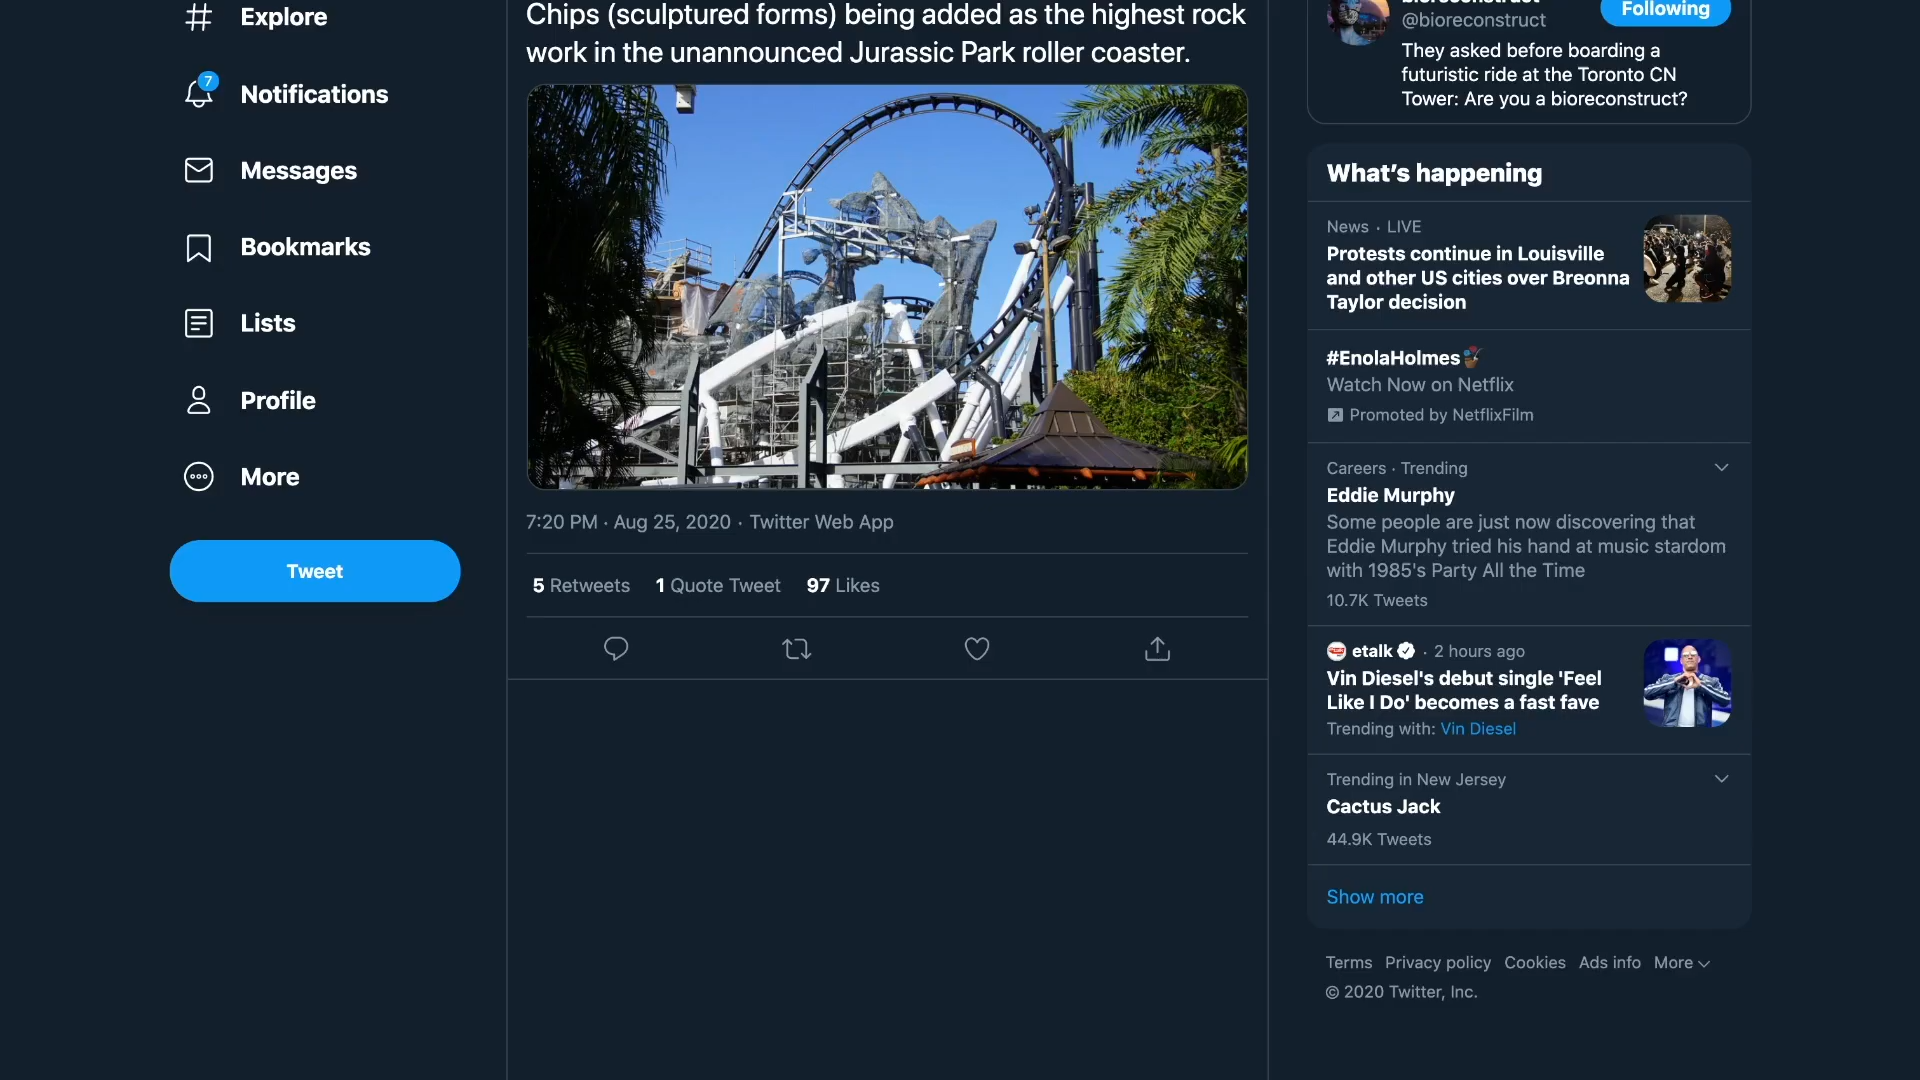 Explore
7
Notifications
Messages
Bookmarks
Lists
Profile
More
Tweet
Chips (sculptured forms) being added as the highest rock
work in the unannounced Jurassic Park roller coaster.
7:20 PM · Aug 25, 2020 · Twitter Web App
5 Retweets 1 Quote Tweet 97 Likes
@bioreconstruct
Following
They asked before boarding a
futuristic ride at the Toronto CN
Tower: Are you a bioreconstruct?
What's happening
News · LIVE
Protests continue in Louisville
and other US cities over Breonna
Taylor decision
#EnolaHolmes
Watch Now on Netflix
Promoted by NetflixFilm
Careers · Trending
Eddie Murphy
Some people are just now discovering that
Eddie Murphy tried his hand at music stardom
with 1985's Party All the Time
10.7K Tweets
etalk · 2 hours ago
Vin Diesel's debut single 'Feel
Like I Do' becomes a fast fave
Trending with: Vin Diesel
Trending in New Jersey
Cactus Jack
44.9K Tweets
Show more
Terms Privacy policy Cookies Ads info More
© 2020 Twitter, Inc.